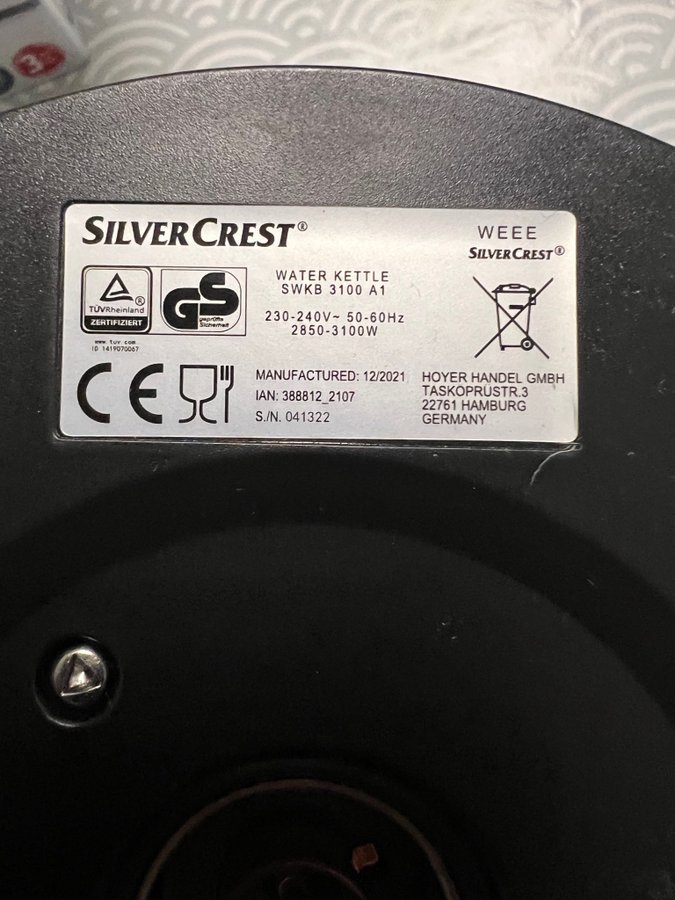 3
SILVERCREST®
WEEE
SILVERCREST®
TÜVRheinland®
ZERTIFIZIERT
GS
geprüfte
Sicherheit
WATER KETTLE
SWKB 3100 A1
230-240V~ 50-60Hz
2850-3100W
www.tuv.com
ID 1419070067
CE
MANUFACTURED: 12/2021
IAN: 388812_2107
S./N. 041322
HOYER HANDEL GMBH
TASKOPRÜSTR.3
22761 HAMBURG
GERMANY